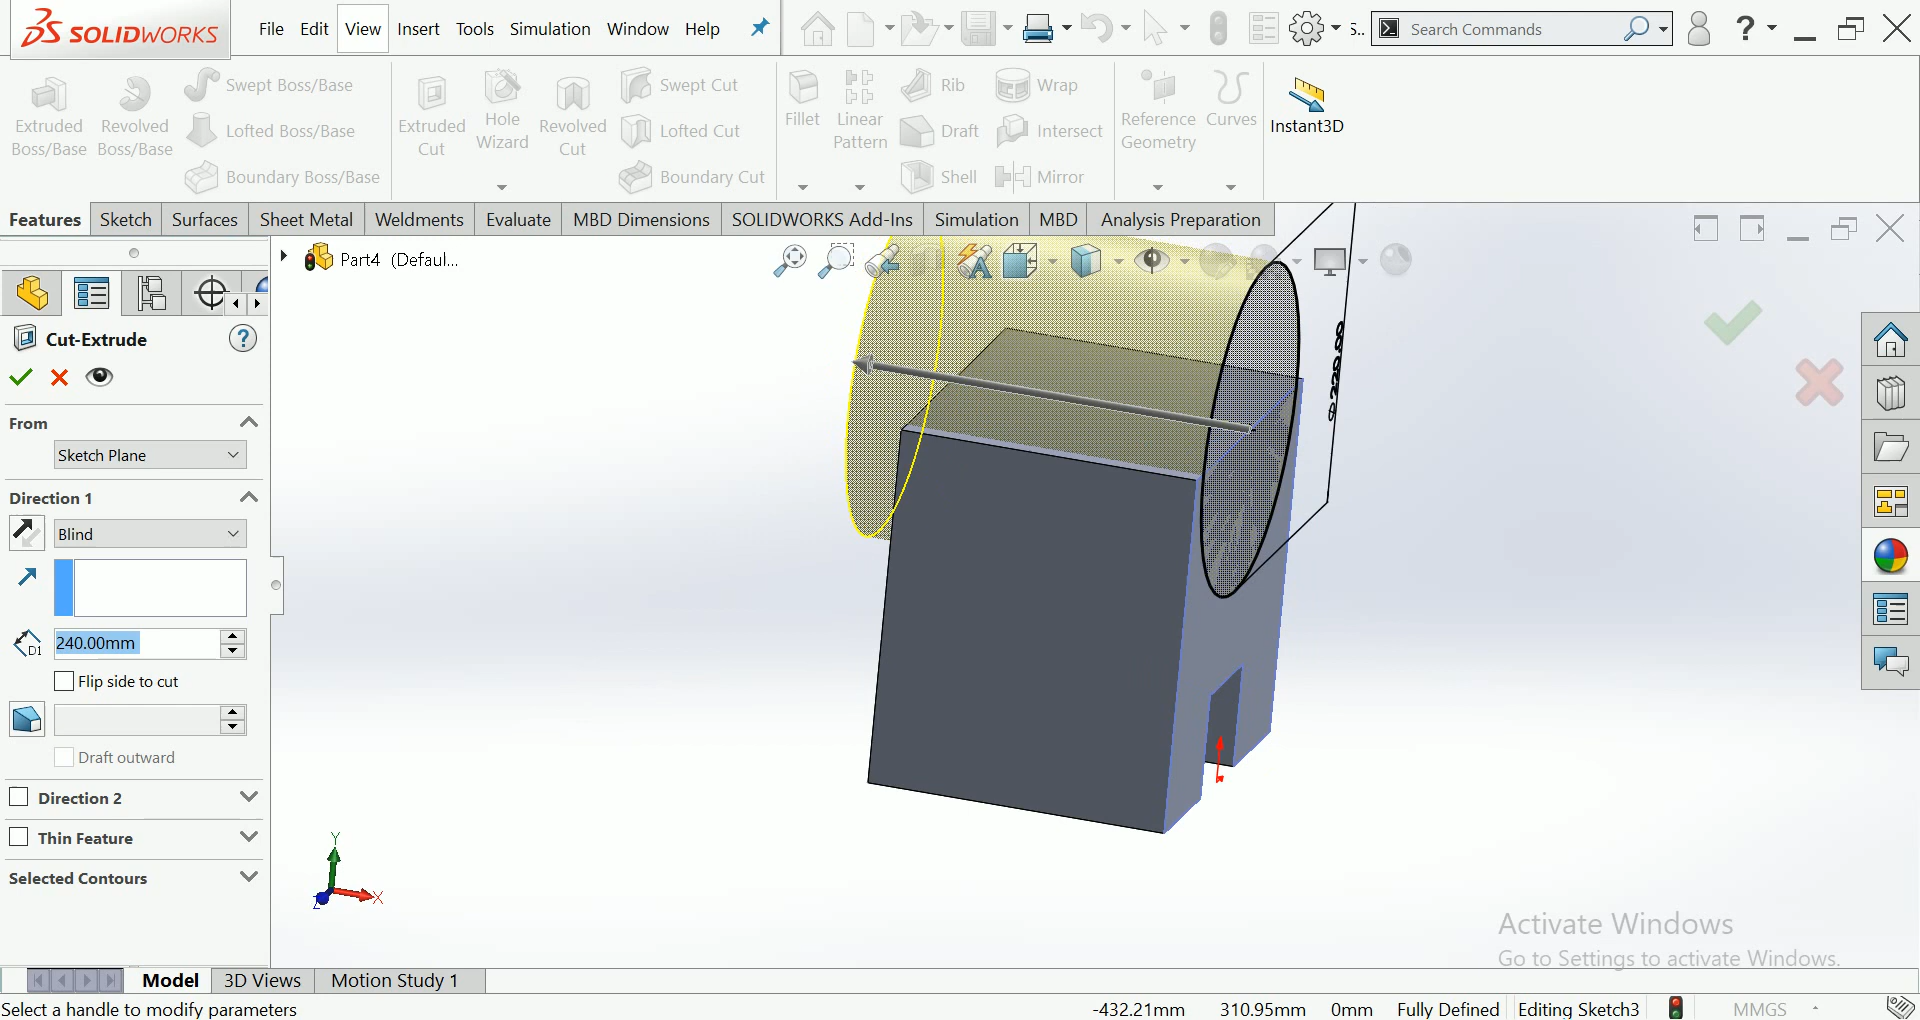 SOLIDWORKS File Edit View Insert Tools Simulation Window Help S.. Search Commands ?
Extruded Boss/Base
Revolved Boss/Base
Swept Boss/Base
Lofted Boss/Base
Boundary Boss/Base
Extruded Cut
Hole Wizard
Revolved Cut
Swept Cut
Lofted Cut
Boundary Cut
Fillet
Linear Pattern
Rib
Draft
Shell
Wrap
Intersect
Mirror
Reference Geometry
Curves
Instant3D
Features Sketch Surfaces Sheet Metal Weldments Evaluate MBD Dimensions SOLIDWORKS Add-Ins Simulation MBD Analysis Preparation
Part4 (Defaul...
Cut-Extrude ?
From
Sketch Plane
Direction 1
Blind
D1 240.00mm
Flip side to cut
Draft outward
Direction 2
Thin Feature
Selected Contours
Y
X
Z
Activate Windows
Go to Settings to activate Windows.
Model 3D Views Motion Study 1
Select a handle to modify parameters -432.21mm 310.95mm 0mm Fully Defined Editing Sketch3 MMGS